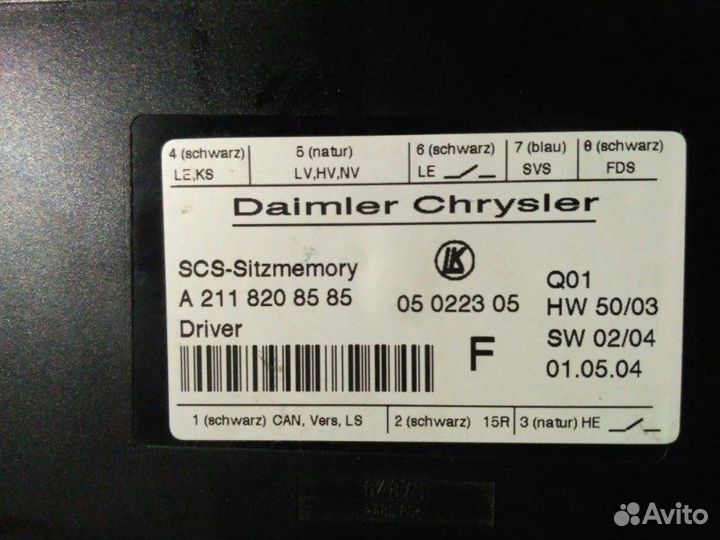 4 (schwarz) 5 (natur) 6 (schwarz) 7 (blau) 8 (schwarz)
LE,KS LV,HV,NV LE SVS FDS
Daimler Chrysler
SCS-Sitzmemory LK Q01
A 211 820 85 85 05 0223 05 HW 50/03
Driver F SW 02/04
01.05.04
1 (schwarz) CAN, Vers, LS 2 (schwarz) 15R 3 (natur) HE
Avito